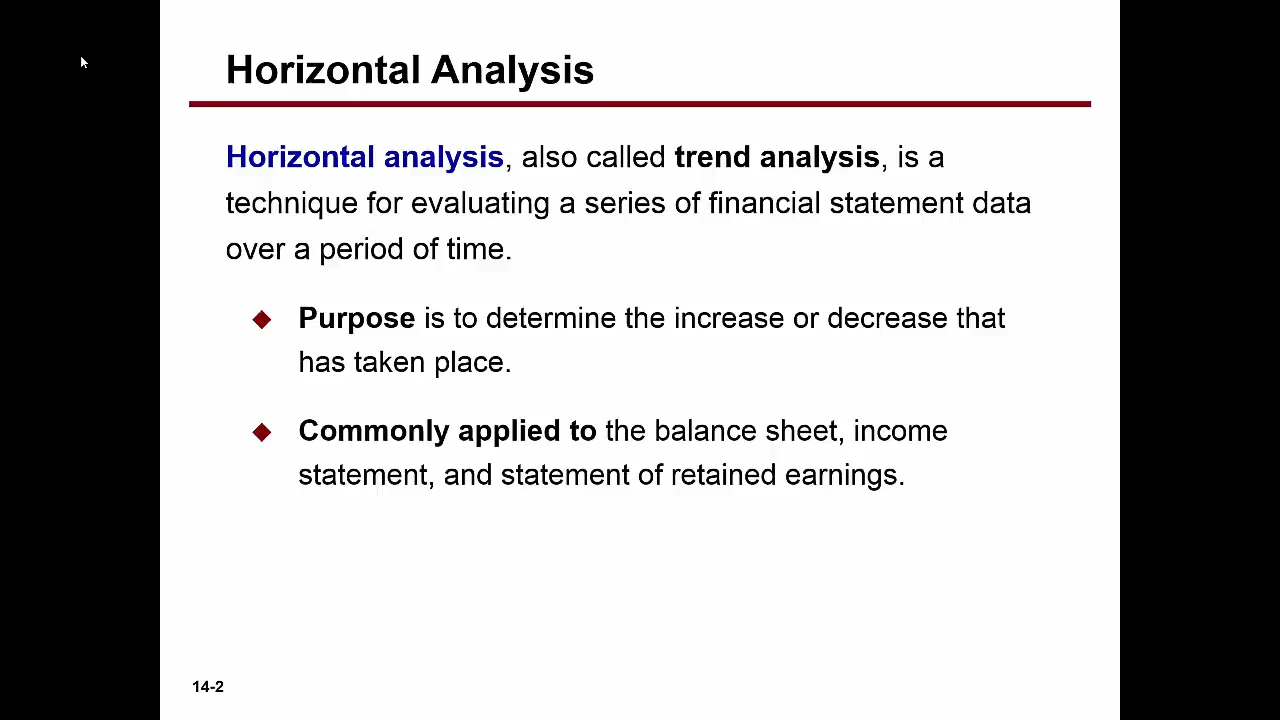 Horizontal Analysis
Horizontal analysis, also called trend analysis, is a
technique for evaluating a series of financial statement data
over a period of time.
Purpose is to determine the increase or decrease that
has taken place.
Commonly applied to the balance sheet, income
statement, and statement of retained earnings.
14-2